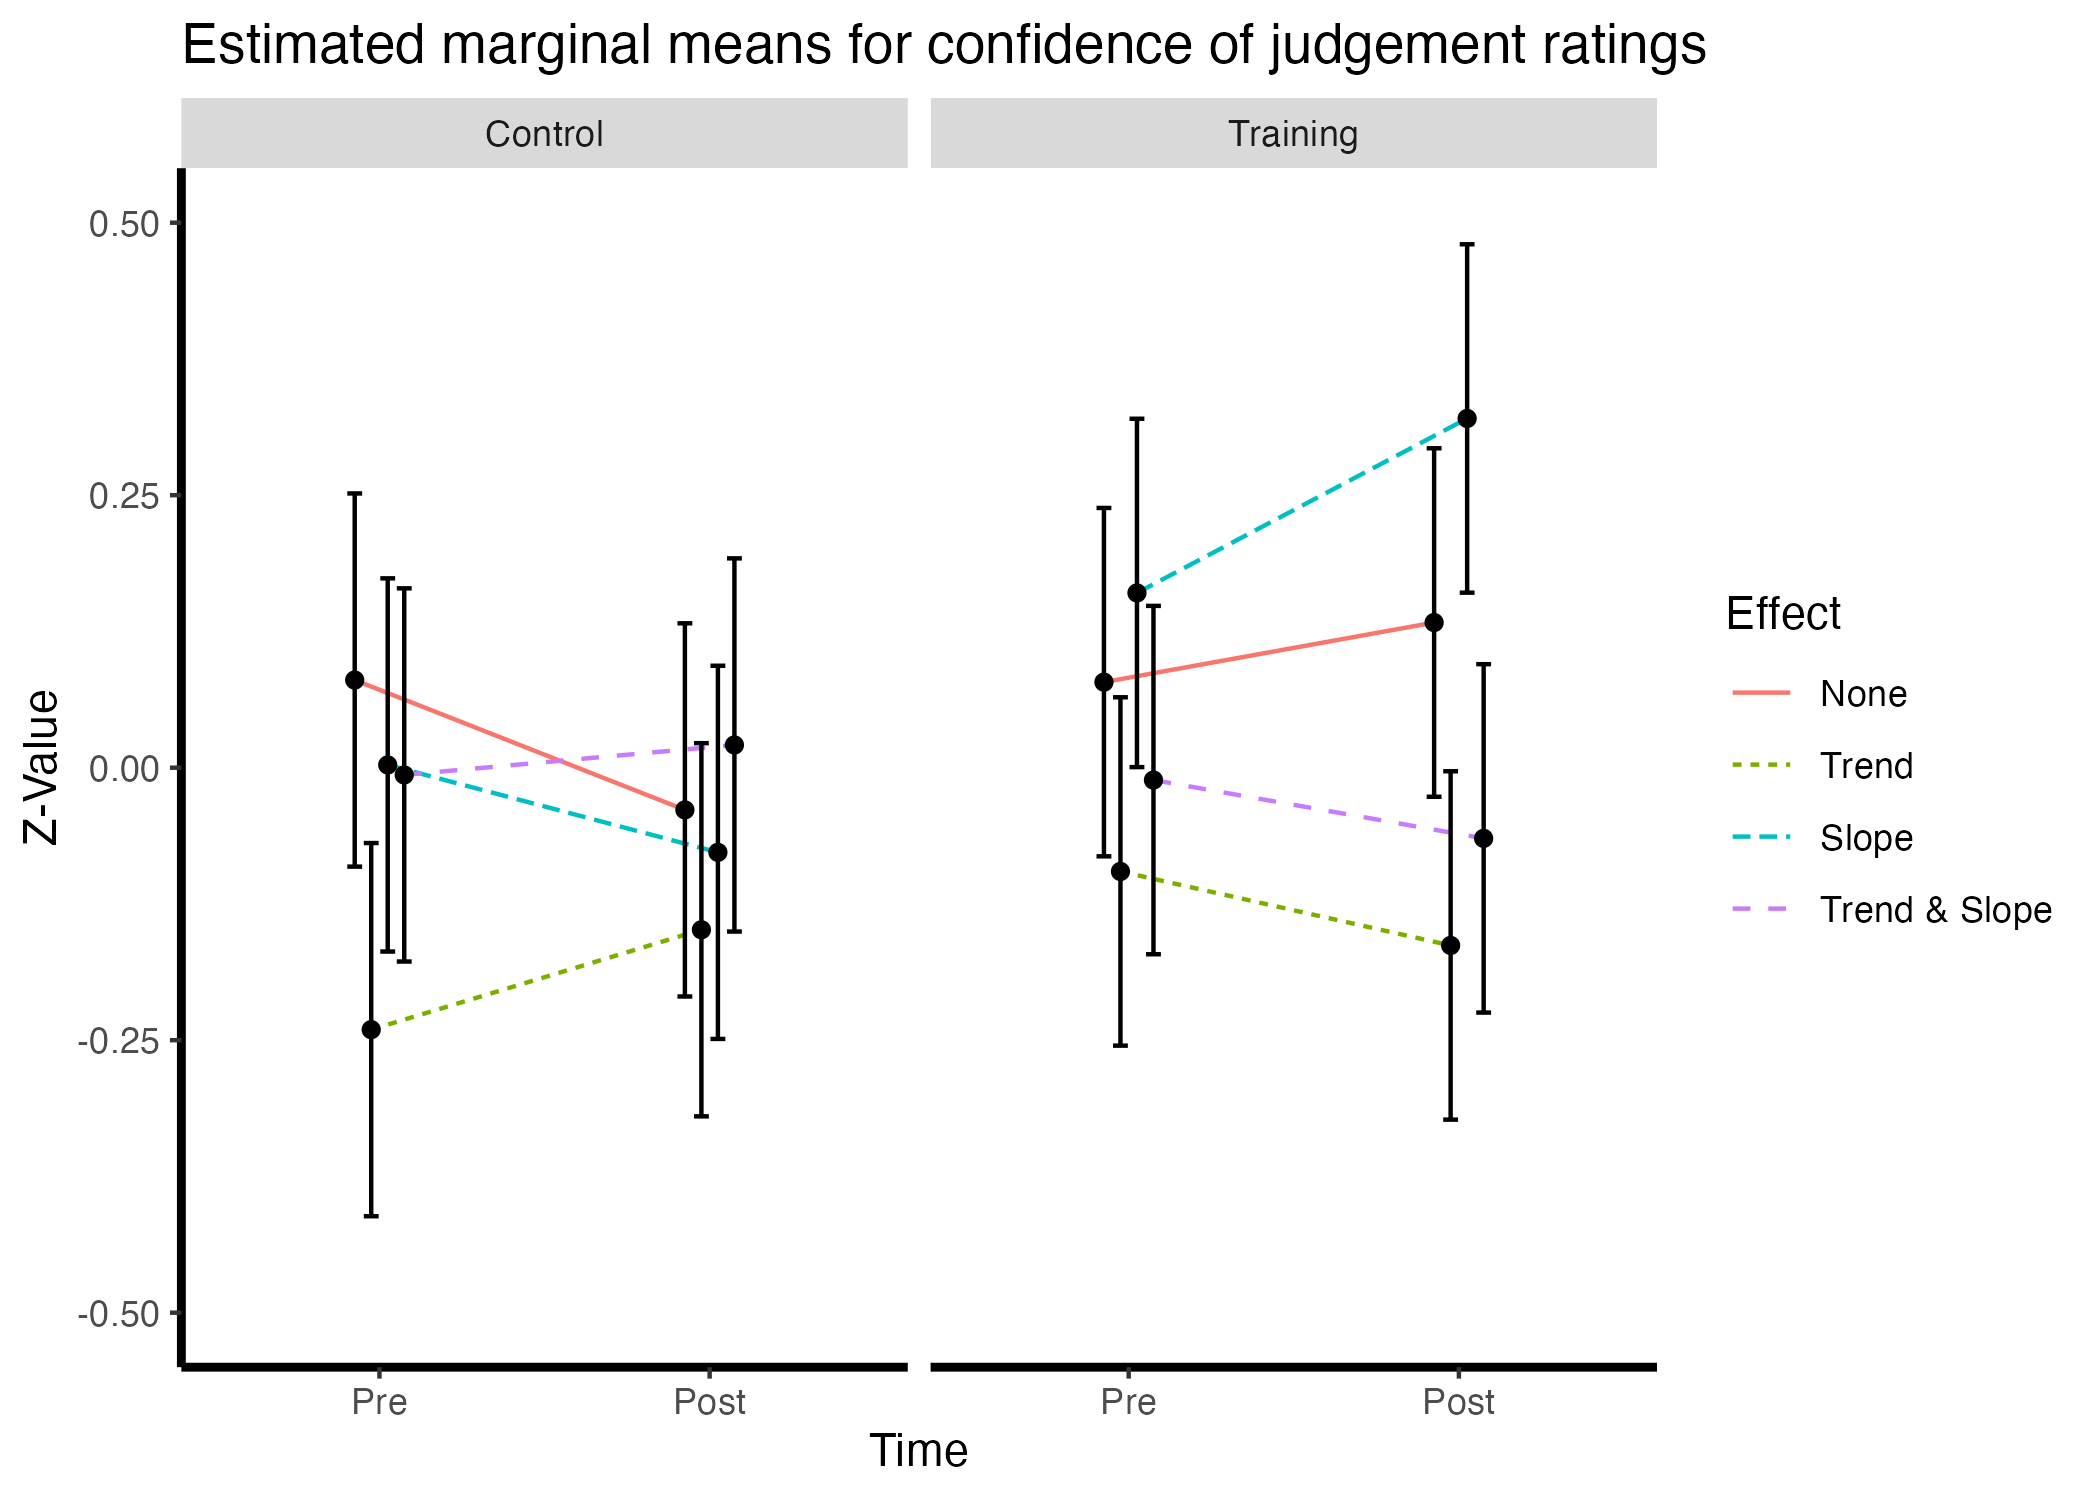 Estimated marginal means for confidence of judgement ratings
Control
Training
0.50
0.25
0.00
-0.25
-0.50
Z-Value
Pre
Post
Pre
Post
Time
Effect
None
Trend
Slope
Trend & Slope